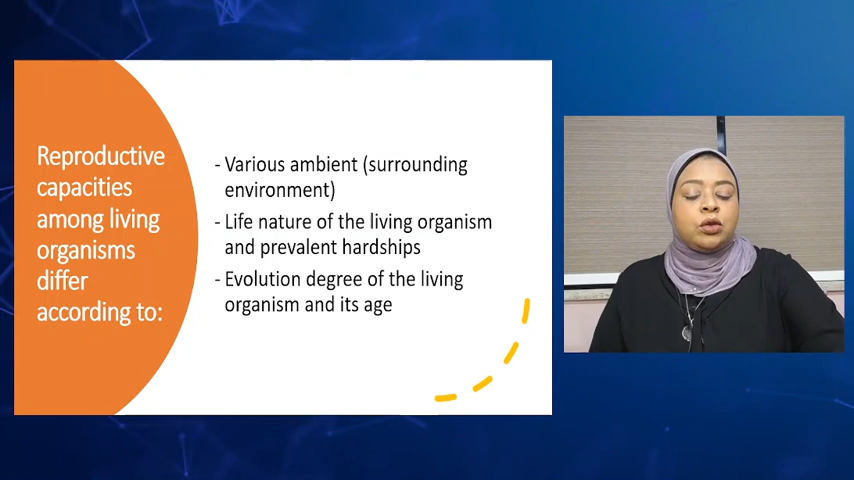 Reproductive
capacities
among living
organisms
differ
according to:
- Various ambient (surrounding
environment)
- Life nature of the living organism
and prevalent hardships
- Evolution degree of the living
organism and its age